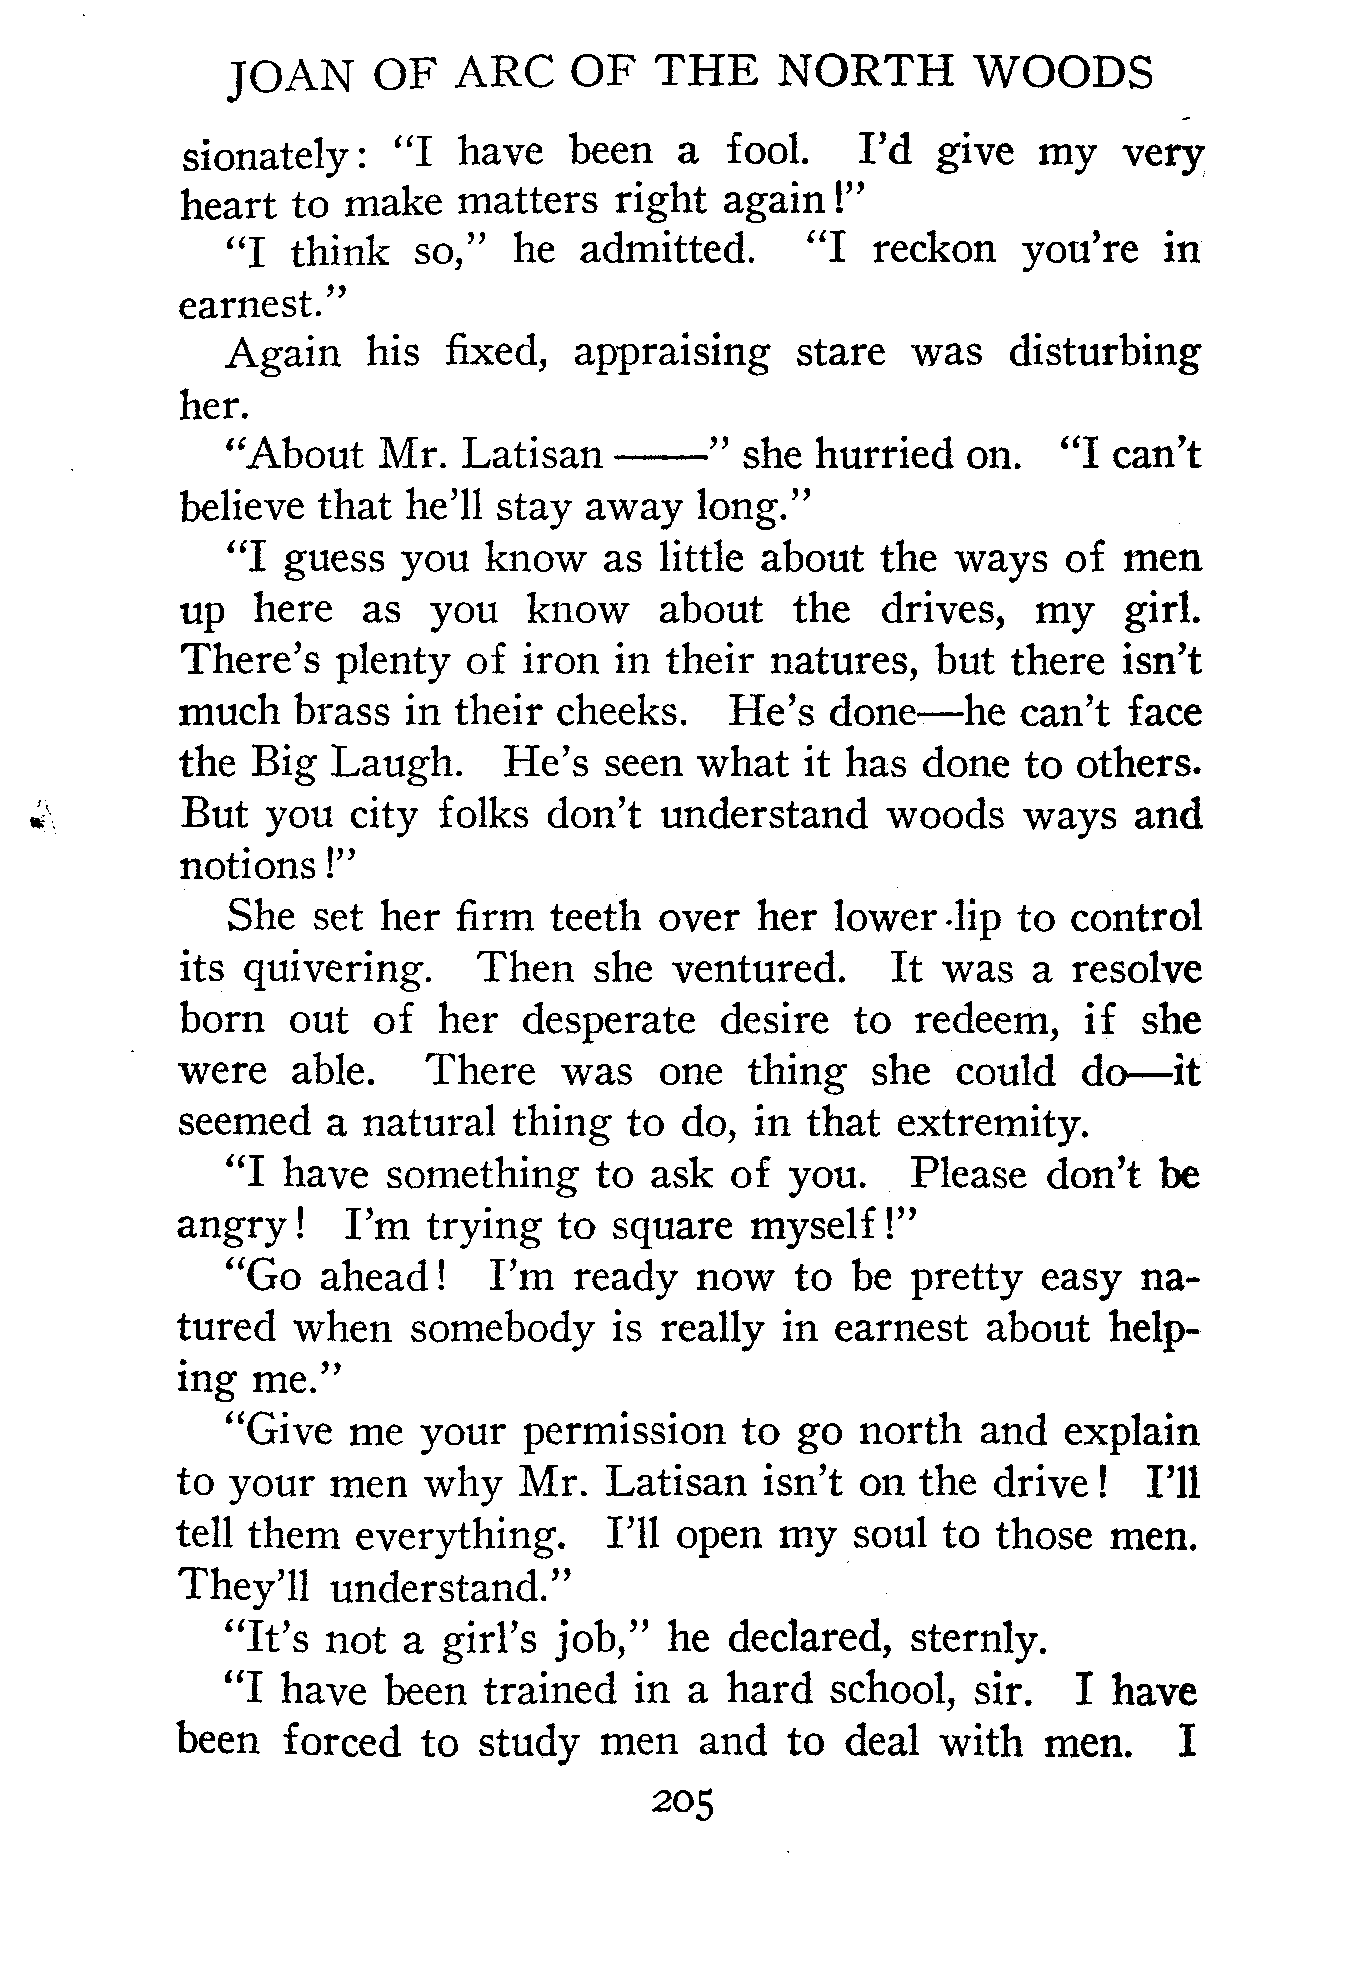 JOAN OF ARC OF THE NORTH WOODS
sionately: "I have been a fool. I'd give my very
heart to make matters right again!"
"I think so," he admitted. "I reckon you're in
earnest."
Again his fixed, appraising stare was disturbing
her.
"About Mr. Latisan ——" she hurried on. "I can't
believe that he'll stay away long."
"I guess you know as little about the ways of men
up here as you know about the drives, my girl.
There's plenty of iron in their natures, but there isn't
much brass in their cheeks. He's done—he can't face
the Big Laugh. He's seen what it has done to others.
But you city folks don't understand woods ways and
notions!"
She set her firm teeth over her lower lip to control
its quivering. Then she ventured. It was a resolve
born out of her desperate desire to redeem, if she
were able. There was one thing she could do—it
seemed a natural thing to do, in that extremity.
"I have something to ask of you. Please don't be
angry! I'm trying to square myself!"
"Go ahead! I'm ready now to be pretty easy na-
tured when somebody is really in earnest about help-
ing me."
"Give me your permission to go north and explain
to your men why Mr. Latisan isn't on the drive! I'll
tell them everything. I'll open my soul to those men.
They'll understand."
"It's not a girl's job," he declared, sternly.
"I have been trained in a hard school, sir. I have
been forced to study men and to deal with men. I
205